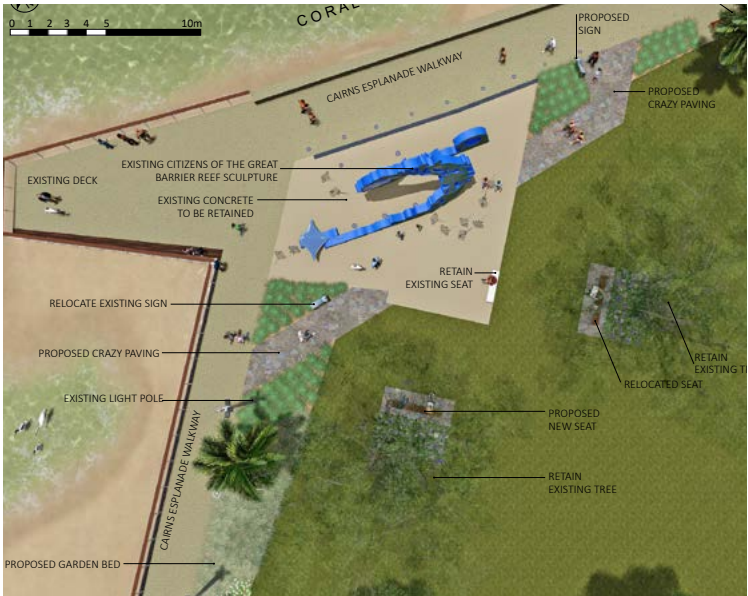 CORAL
0 1 2 3 4 5 10m
PROPOSED
SIGN
CAIRNS ESPLANADE WALKWAY
PROPOSED
CRAZY PAVING
EXISTING CITIZENS OF THE GREAT
BARRIER REEF SCULPTURE
EXISTING DECK
EXISTING CONCRETE
TO BE RETAINED
RETAIN
EXISTING SEAT
RELOCATE EXISTING SIGN
PROPOSED CRAZY PAVING
RETAIN
EXISTING T
RELOCATED SEAT
EXISTING LIGHT POLE
PROPOSED
NEW SEAT
CAIRNS ESPLANADE WALKWAY
RETAIN
EXISTING TREE
PROPOSED GARDEN BED